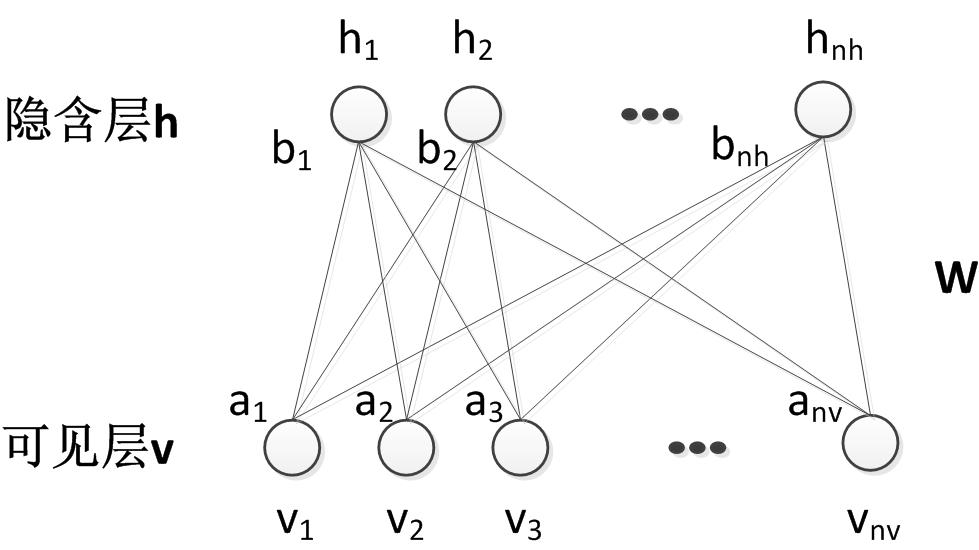 h1 h2 hnh
隐含层h
b1 b2 bnh
W
a1 a2 a3 anv
可见层v
v1 v2 v3 vnv